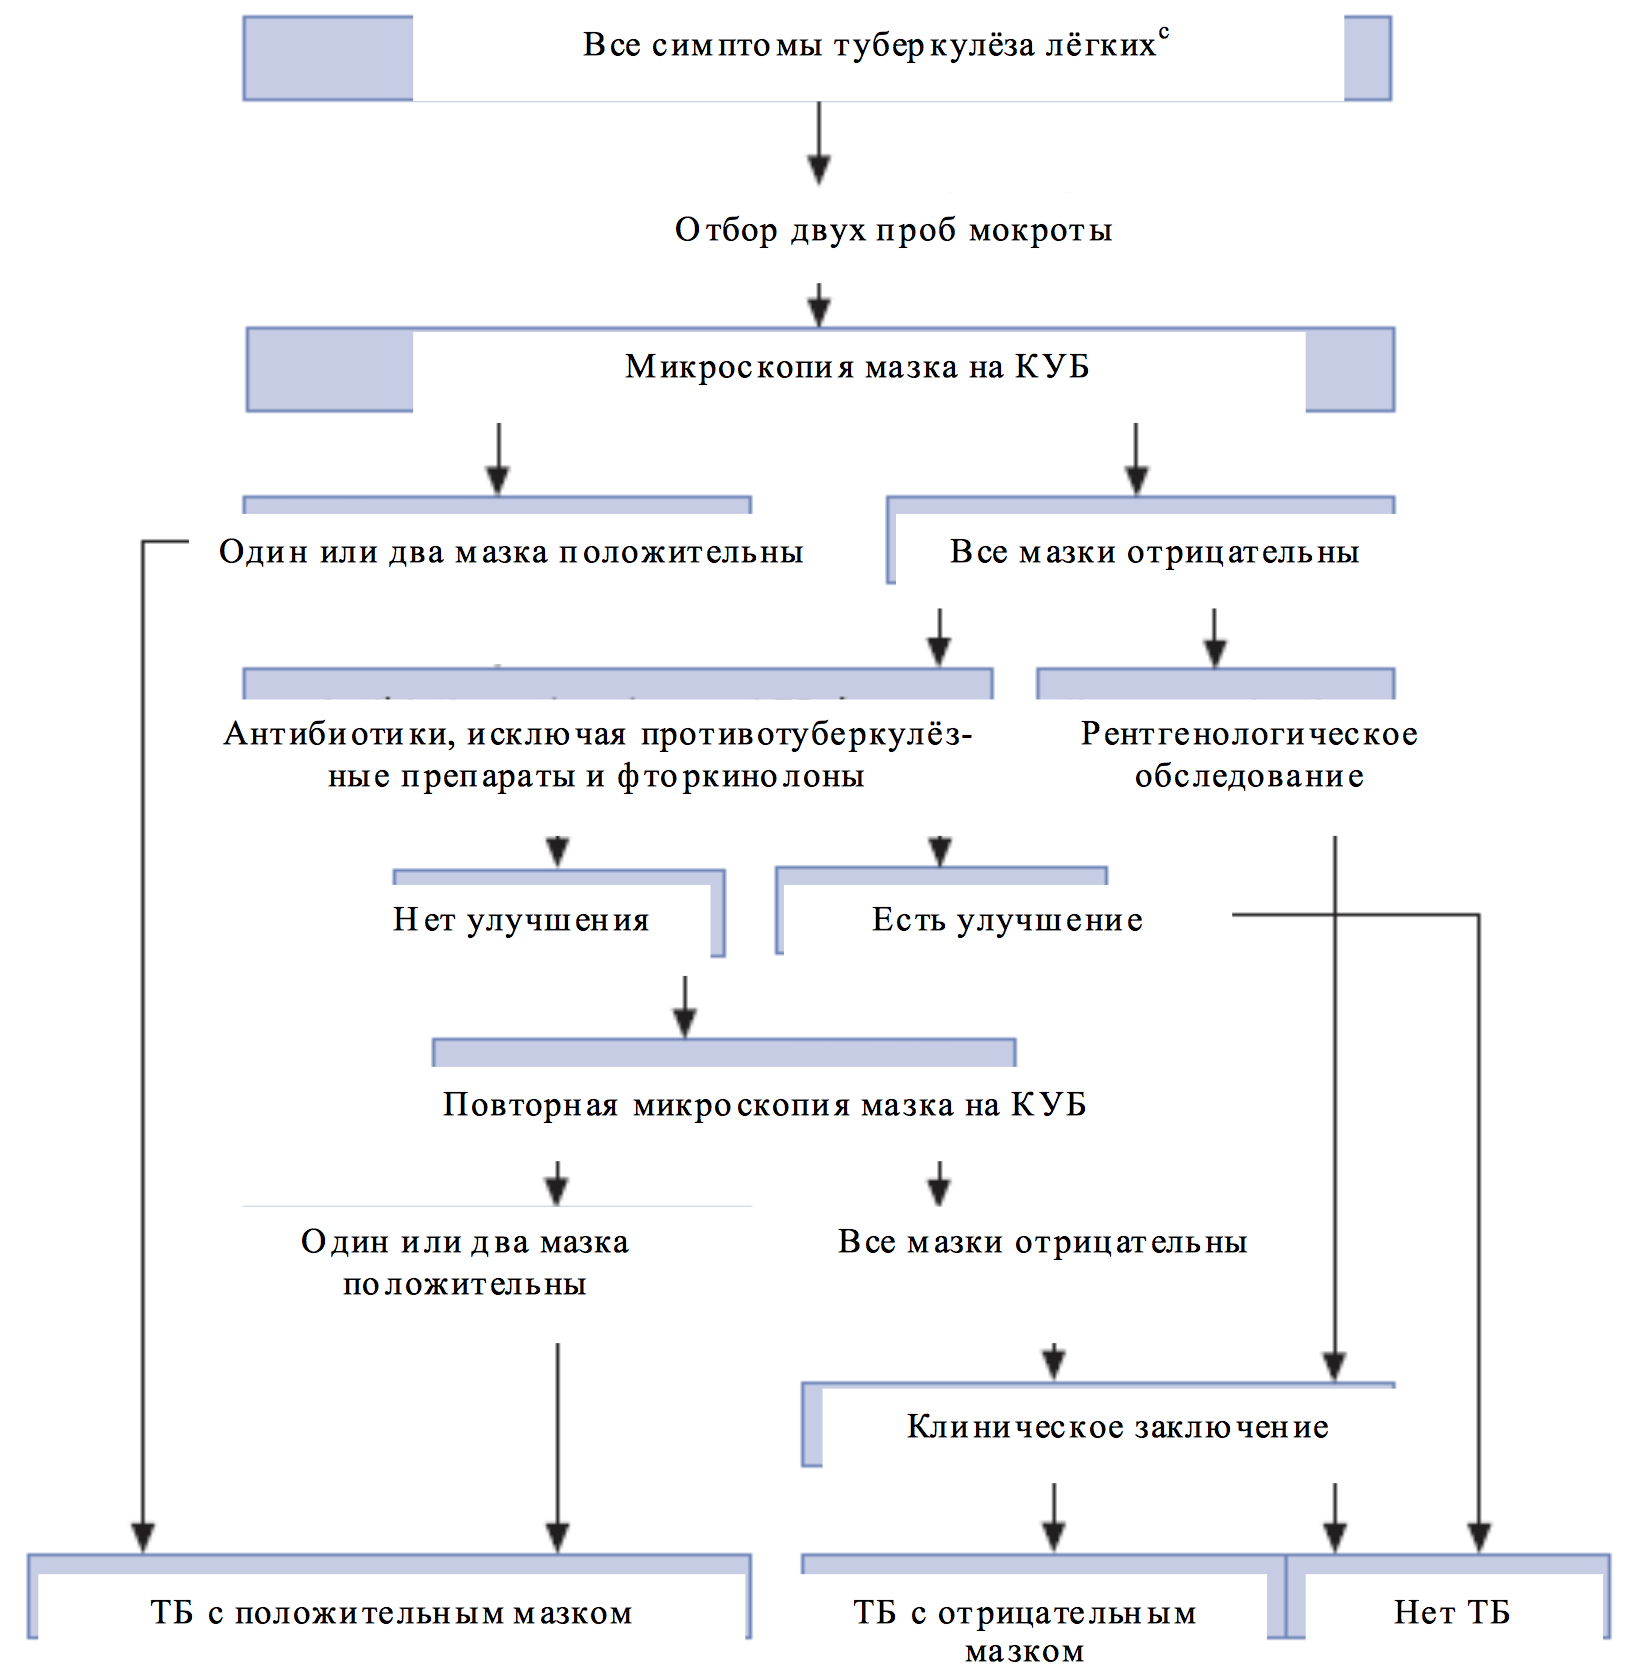 Все симптомы туберкулёза лёгких^c
Отбор двух проб мокроты
Микроскопия мазка на КУБ
Один или два мазка положительны
Все мазки отрицательны
Антибиотики, исключая противотуберкулёз-
ные препараты и фторкинолоны
Рентгенологическое
обследование
Нет улучшения
Есть улучшение
Повторная микроскопия мазка на КУБ
Один или два мазка
положительны
Все мазки отрицательны
Клиническое заключение
ТБ с положительным мазком
ТБ с отрицательным
мазком
Нет ТБ